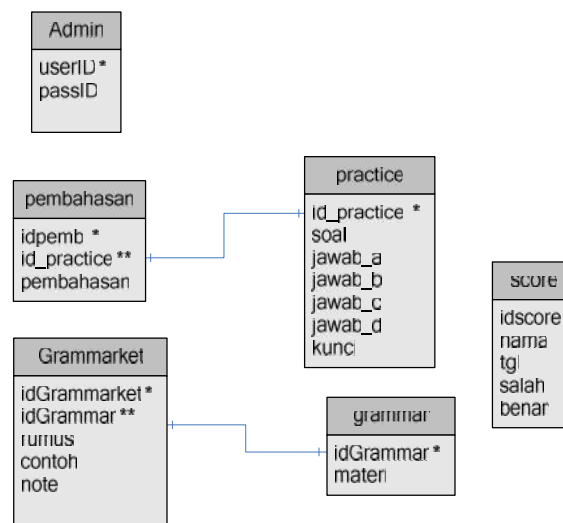 Admin
userID *
passID
pembahasan
idpemb *
id_practice **
pembahasan
practice
id_practice *
soal
jawab_a
jawab_b
jawab_c
jawab_d
kunci
score
idscore
nama
tgl
salah
benar
Grammarket
idGrammarket *
idGrammar **
rumus
contoh
note
grammar
idGrammar *
materi